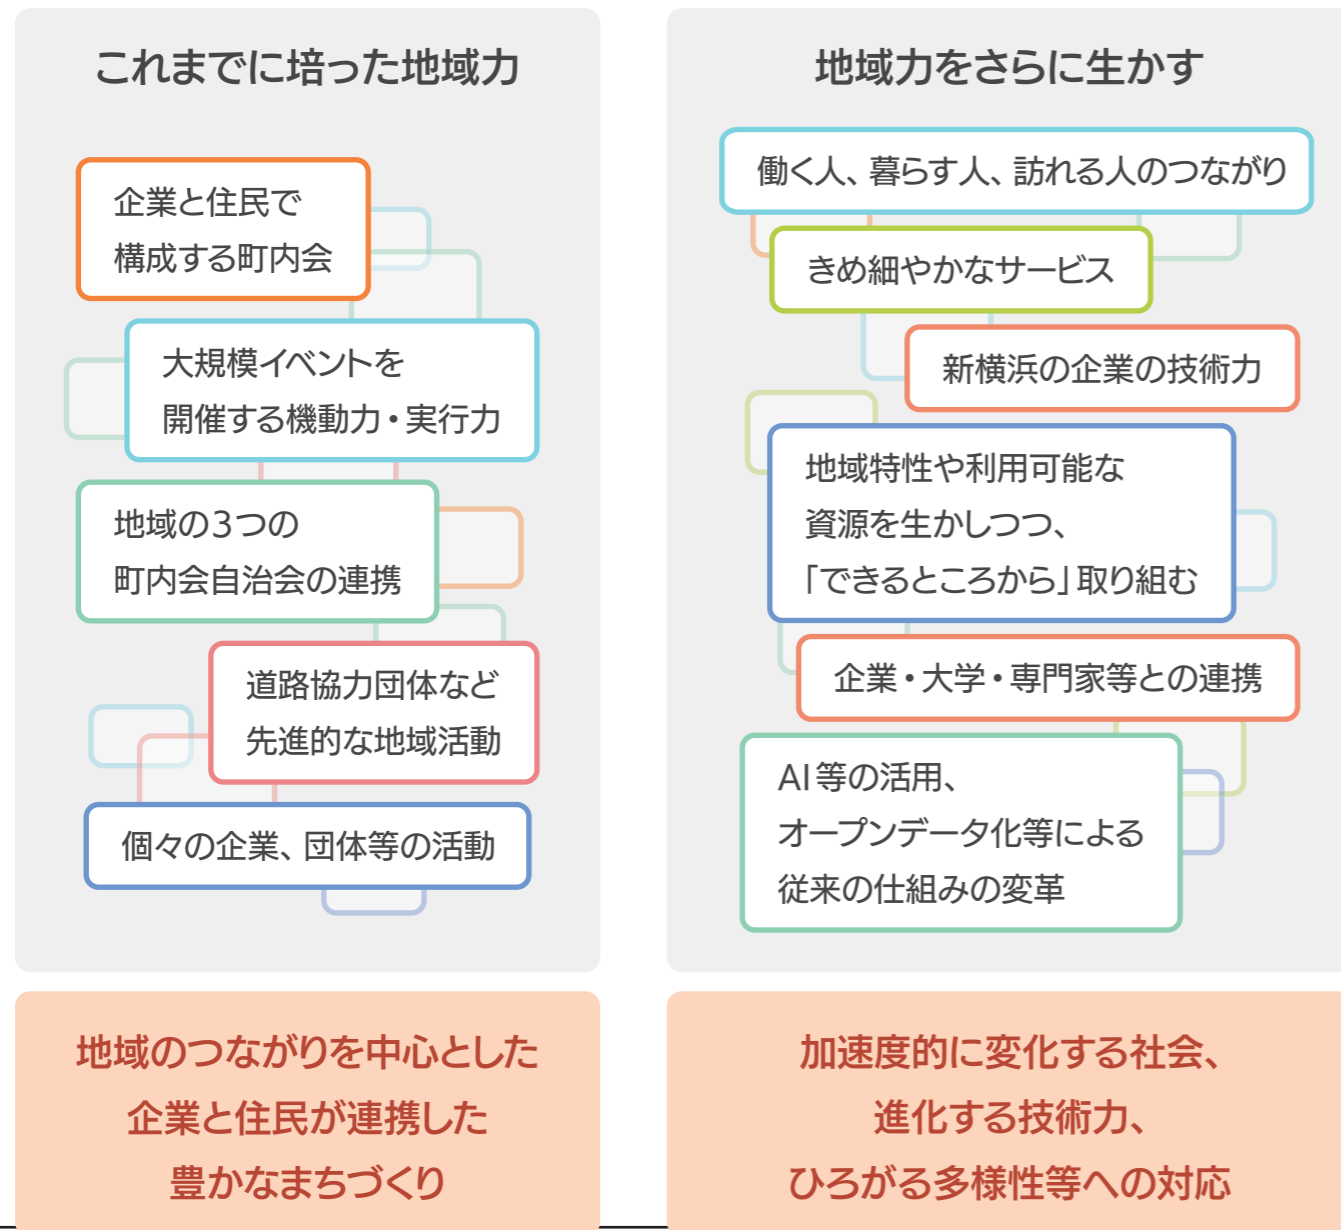 これまでに培った地域力
企業と住民で
構成する町内会
大規模イベントを
開催する機動力・実行力
地域の3つの
町内会自治会の連携
道路協力団体など
先進的な地域活動
個々の企業、団体等の活動
地域のつながりを中心とした
企業と住民が連携した
豊かなまちづくり
地域力をさらに生かす
働く人、暮らす人、訪れる人のつながり
きめ細やかなサービス
新横浜の企業の技術力
地域特性や利用可能な
資源を生かしつつ、
「できるところから」取り組む
企業・大学・専門家等との連携
AI等の活用、
オープンデータ化等による
従来の仕組みの変革
加速度的に変化する社会、
進化する技術力、
ひろがる多様性等への対応